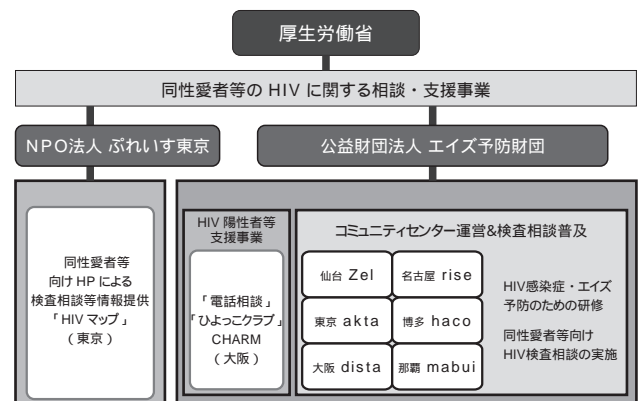 厚生労働省
同性愛者等の HIV に関する相談・支援事業
NPO法人 ぷれいす東京
公益財団法人 エイズ予防財団
同性愛者等
向け HP による
検査相談等情報提供
「HIV マップ」
（東京）
HIV 陽性者等
支援事業
「電話相談」
「ひよっこクラブ」
CHARM
（大阪）
コミュニティセンター運営&検査相談普及
仙台 Zel
名古屋 rise
東京 akta
博多 haco
大阪 dista
那覇 mabui
HIV感染症・エイズ
予防のための研修
同性愛者等向け
HIV検査相談の実施